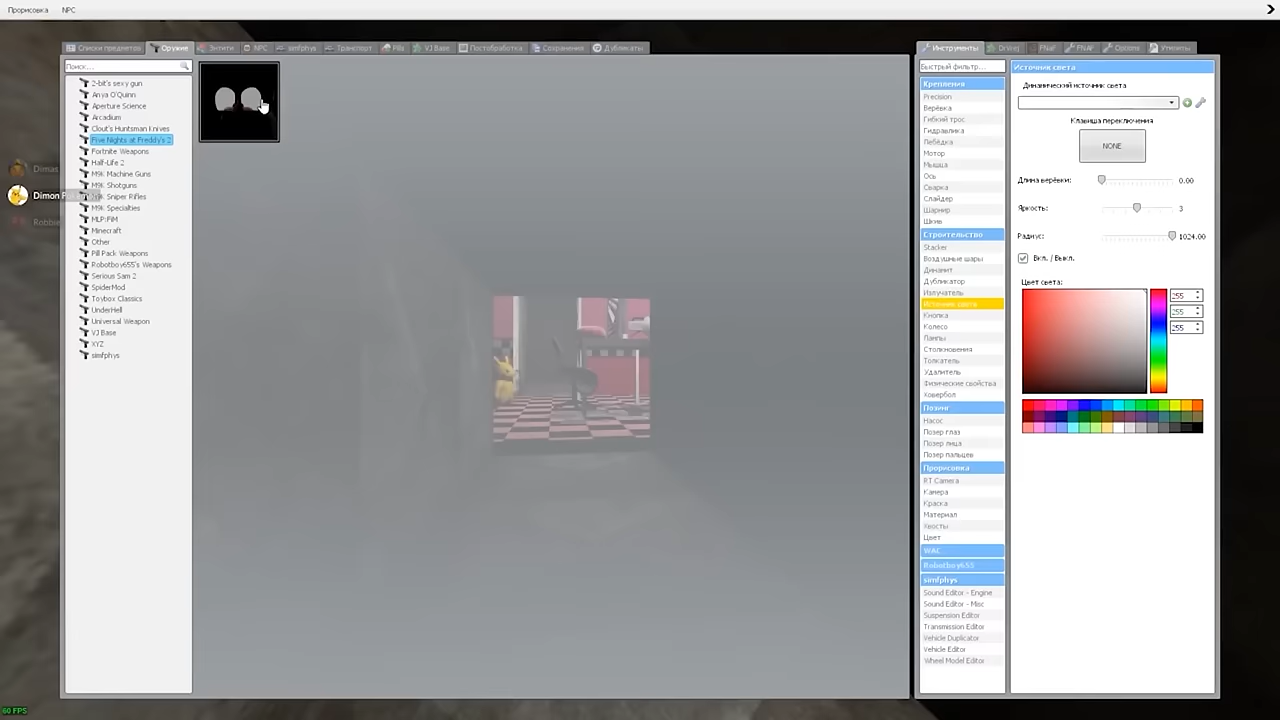 Прорисовка NPC
Списки предметов Оружие Энтити NPC simfphys Транспорт Pills VJ Base Постобработка Сохранения Дубликаты
Поиск...
2-bit's sexy gun
Anya O'Quinn
Aperture Science
Arcadium
Clout's Huntsman Knives
Five Nights at Freddy's 2
Fortnite Weapons
Half-Life 2
M9K Machine Guns
M9K Shotguns
M9K Sniper Rifles
M9K Specialties
MLP:FiM
Minecraft
Other
Pill Pack Weapons
Robotboy655's Weapons
Serious Sam 2
SpiderMod
Toybox Classics
UnderHell
Universal Weapon
VJ Base
XYZ
simfphys
Dimas
Dimon
Robbie
Инструменты FNaF FNAF Options Утилиты
Быстрый фильтр...
Крепления
Precision
Верёвка
Гибкий трос
Гидравлика
Лебёдка
Мотор
Мышца
Ось
Сварка
Слайдер
Шарнир
Шкив
Строительство
Stacker
Воздушные шары
Динамит
Дубликатор
Излучатель
Источник света
Кнопка
Колесо
Лампы
Столкновения
Толкатель
Удалитель
Физические свойства
Ховербол
Позинг
Насос
Позер глаз
Позер лица
Позер пальцев
Прорисовка
RT Camera
Камера
Краска
Материал
Хвосты
Цвет
WAC
Robotboy655
simfphys
Sound Editor - Engine
Sound Editor - Misc
Suspension Editor
Transmission Editor
Vehicle Duplicator
Vehicle Editor
Wheel Model Editor
Источник света
Динамический источник света
Клавиша переключения
NONE
Длина верёвки: 0.00
Яркость: 3
Радиус: 1024.00
Вкл. / Выкл.
Цвет света:
255
255
255
60 FPS